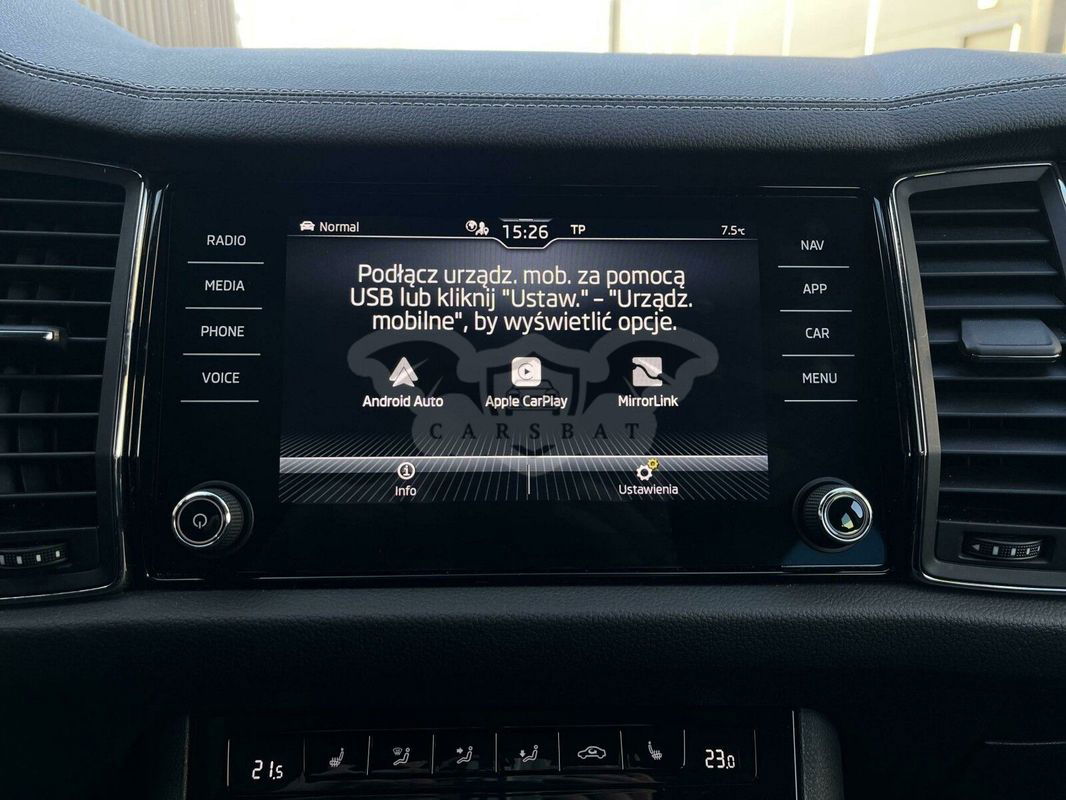 Normal
15:26
TP
7.5°C
RADIO
MEDIA
PHONE
VOICE
Podłącz urządz. mob. za pomocą
USB lub kliknij "Ustaw." – "Urządz.
mobilne", by wyświetlić opcje.
Android Auto
Apple CarPlay
MirrorLink
CARSBAT
Info
Ustawienia
NAV
APP
CAR
MENU
21.5
23.0